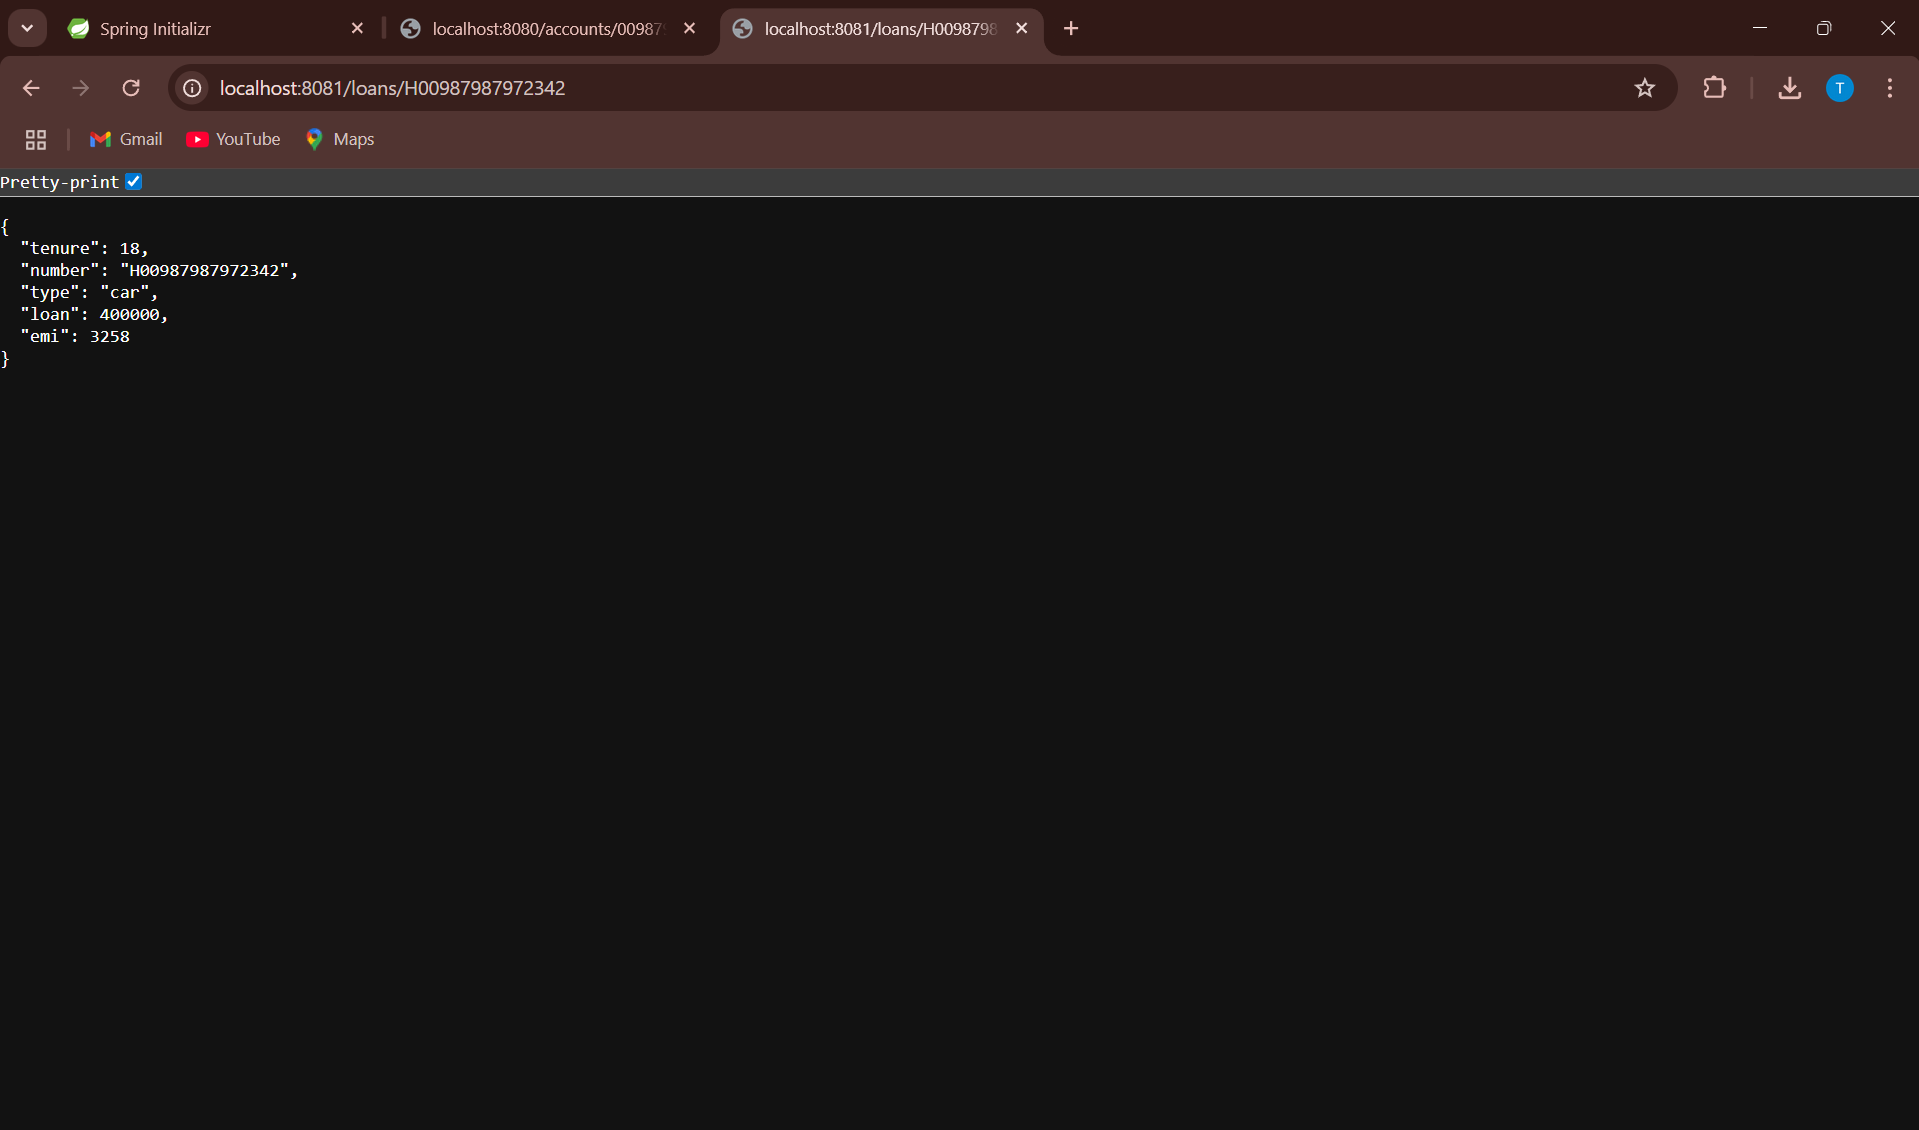 Spring Initializr
localhost:8080/accounts/00987
localhost:8081/loans/H0098798
localhost:8081/loans/H00987987972342
T
Gmail
YouTube
Maps
Pretty-print
{
  "tenure": 18,
  "number": "H00987987972342",
  "type": "car",
  "loan": 400000,
  "emi": 3258
}